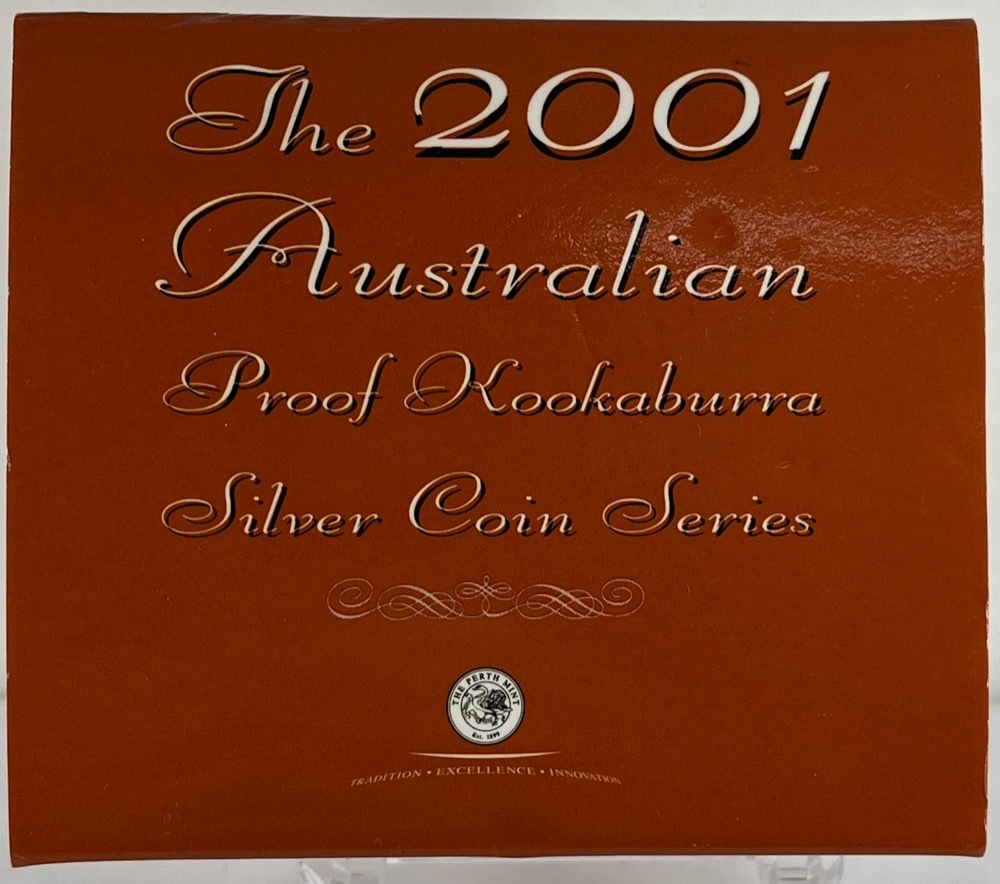 The 2001
Australian
Proof Kookaburra
Silver Coin Series
THE PERTH MINT
Est. 1899
TRADITION • EXCELLENCE • INNOVATION